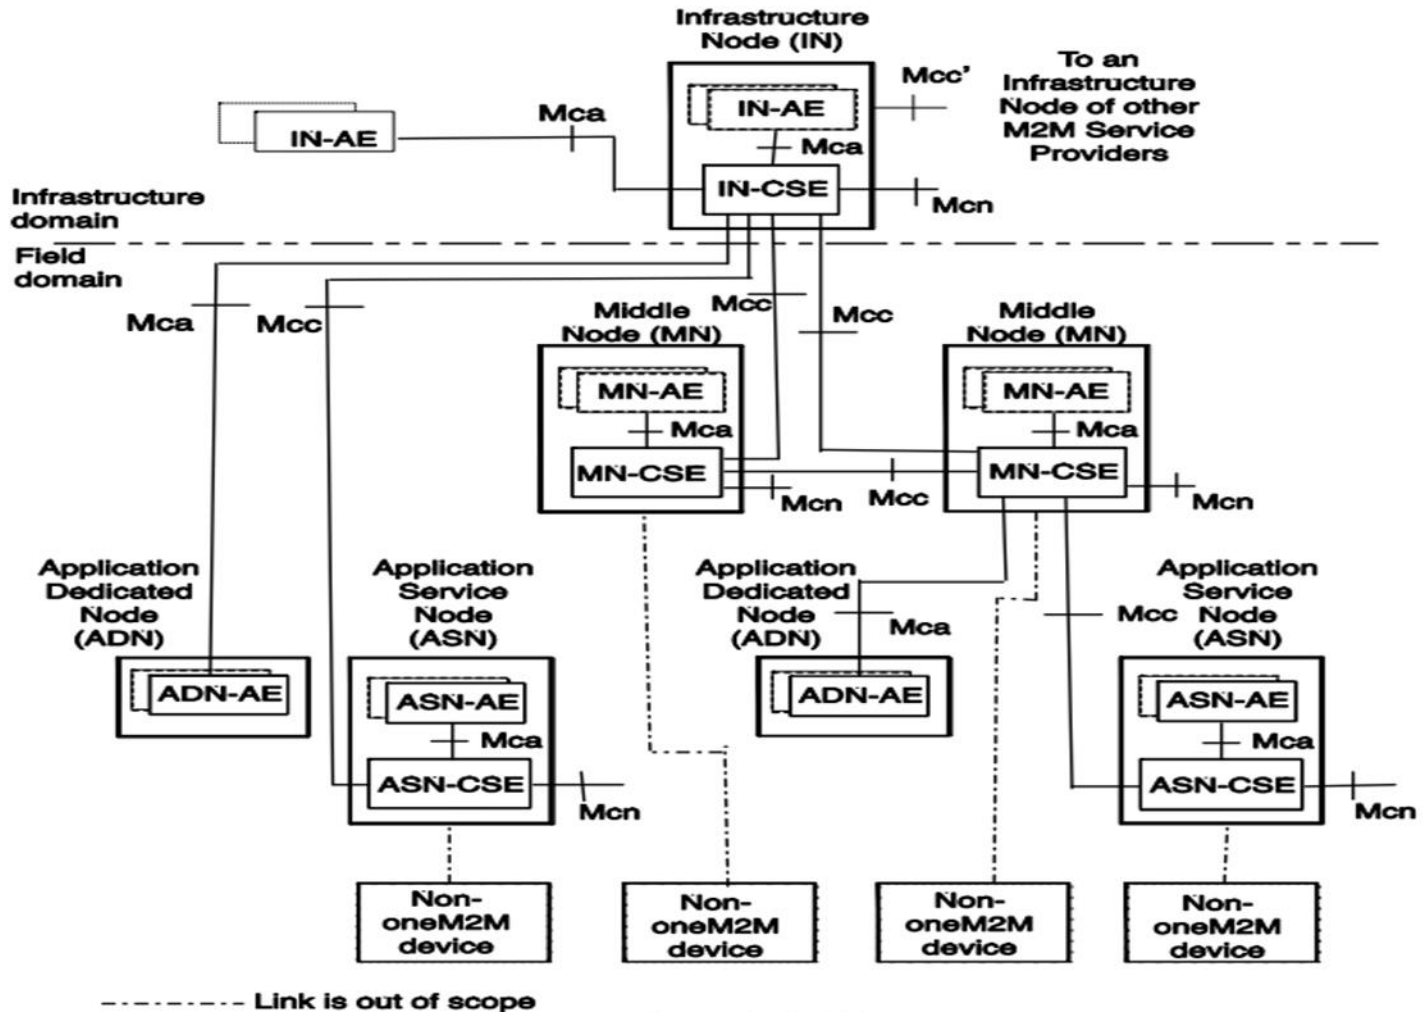 Infrastructure
Node (IN)
IN-AE
Mca
IN-AE
Mca
Mcc’
To an
Infrastructure
Node of other
M2M Service
Providers
IN-CSE
Mcn
Infrastructure
domain
Field
domain
Mca
Mcc
Mcc
Mcc
Middle
Node (MN)
MN-AE
Mca
MN-CSE
Mcn
Mcc
Middle
Node (MN)
MN-AE
Mca
MN-CSE
Mcn
Application
Dedicated
Node
(ADN)
ADN-AE
Application
Service
Node
(ASN)
ASN-AE
Mca
ASN-CSE
Mcn
Application
Dedicated
Node
(ADN)
Mca
ADN-AE
Mcc
Application
Service
Node
(ASN)
ASN-AE
Mca
ASN-CSE
Mcn
Non-
oneM2M
device
Non-
oneM2M
device
Non-
oneM2M
device
Non-
oneM2M
device
Link is out of scope